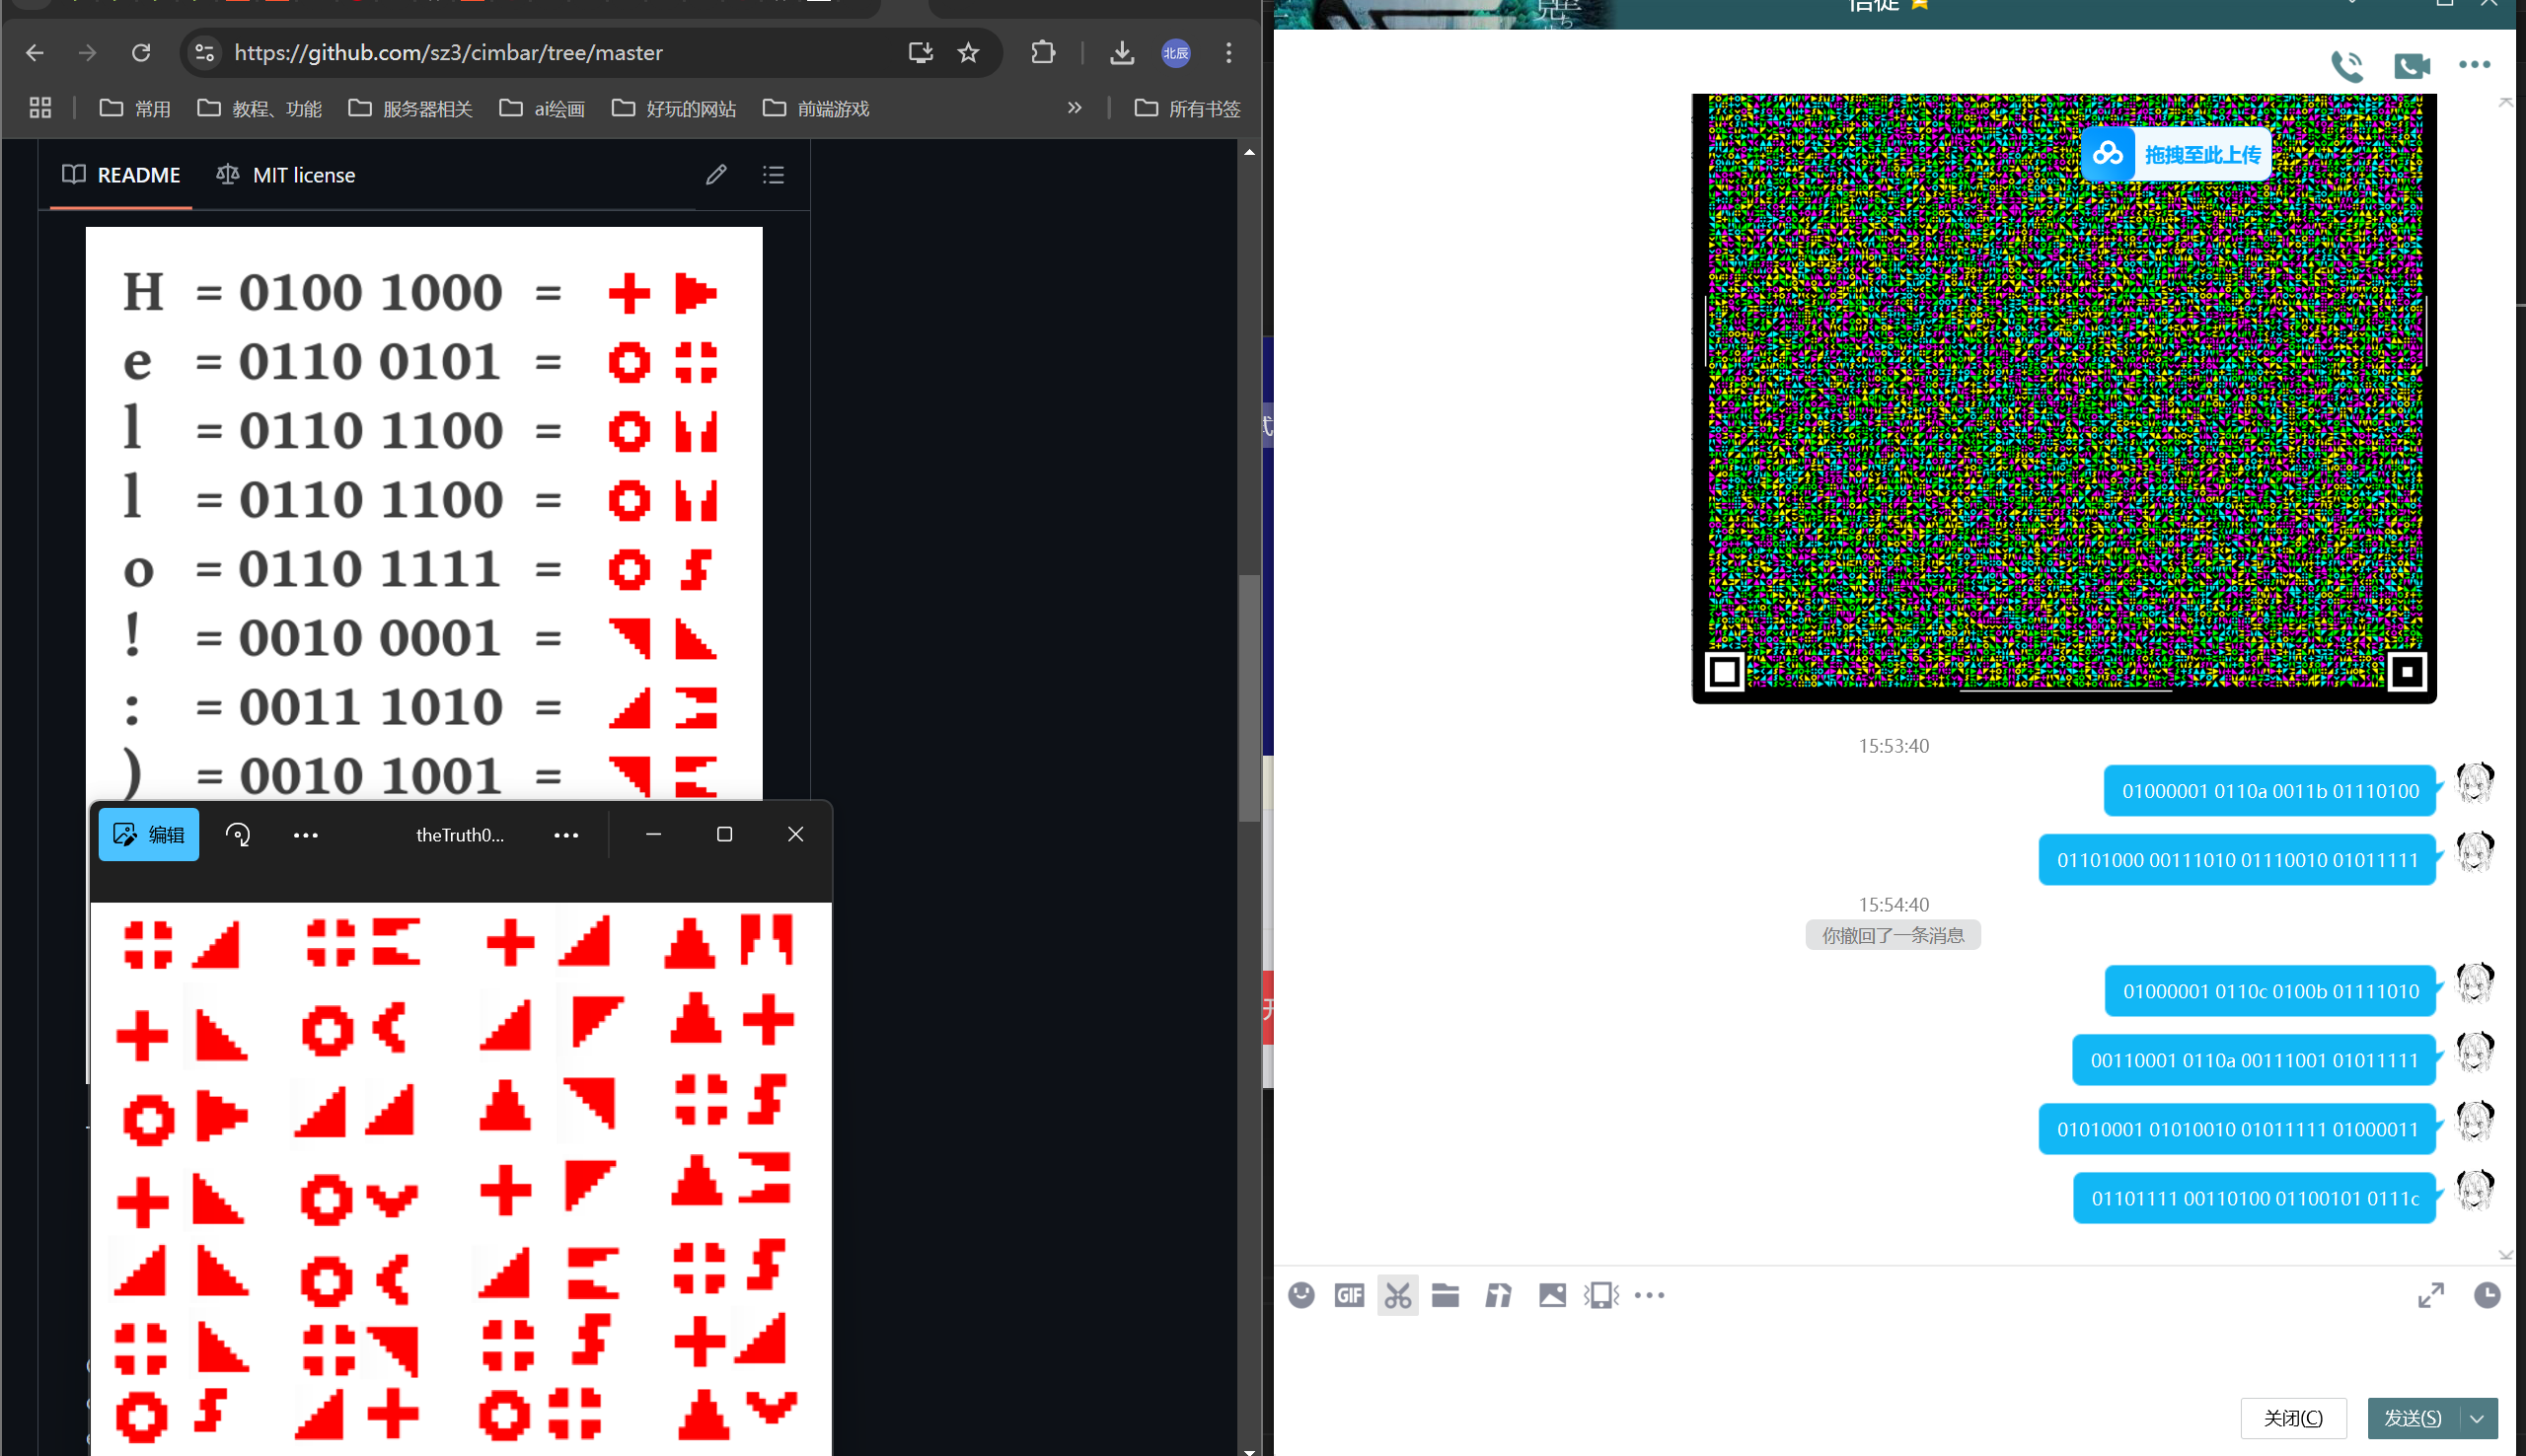 https://github.com/sz3/cimbar/tree/master
北辰
常用
教程、功能
服务器相关
ai绘画
好玩的网站
前端游戏
所有书签
README
MIT license
H = 0100 1000 =
e = 0110 0101 =
l = 0110 1100 =
l = 0110 1100 =
o = 0110 1111 =
! = 0010 0001 =
: = 0011 1010 =
) = 0010 1001 =
编辑
theTruth0...
拖拽至此上传
15:53:40
01000001 0110a 0011b 01110100
01101000 00111010 01110010 01011111
15:54:40
你撤回了一条消息
01000001 0110c 0100b 01111010
00110001 0110a 00111001 01011111
01010001 01010010 01011111 01000011
01101111 00110100 01100101 0111c
GIF
关闭(C)
发送(S)